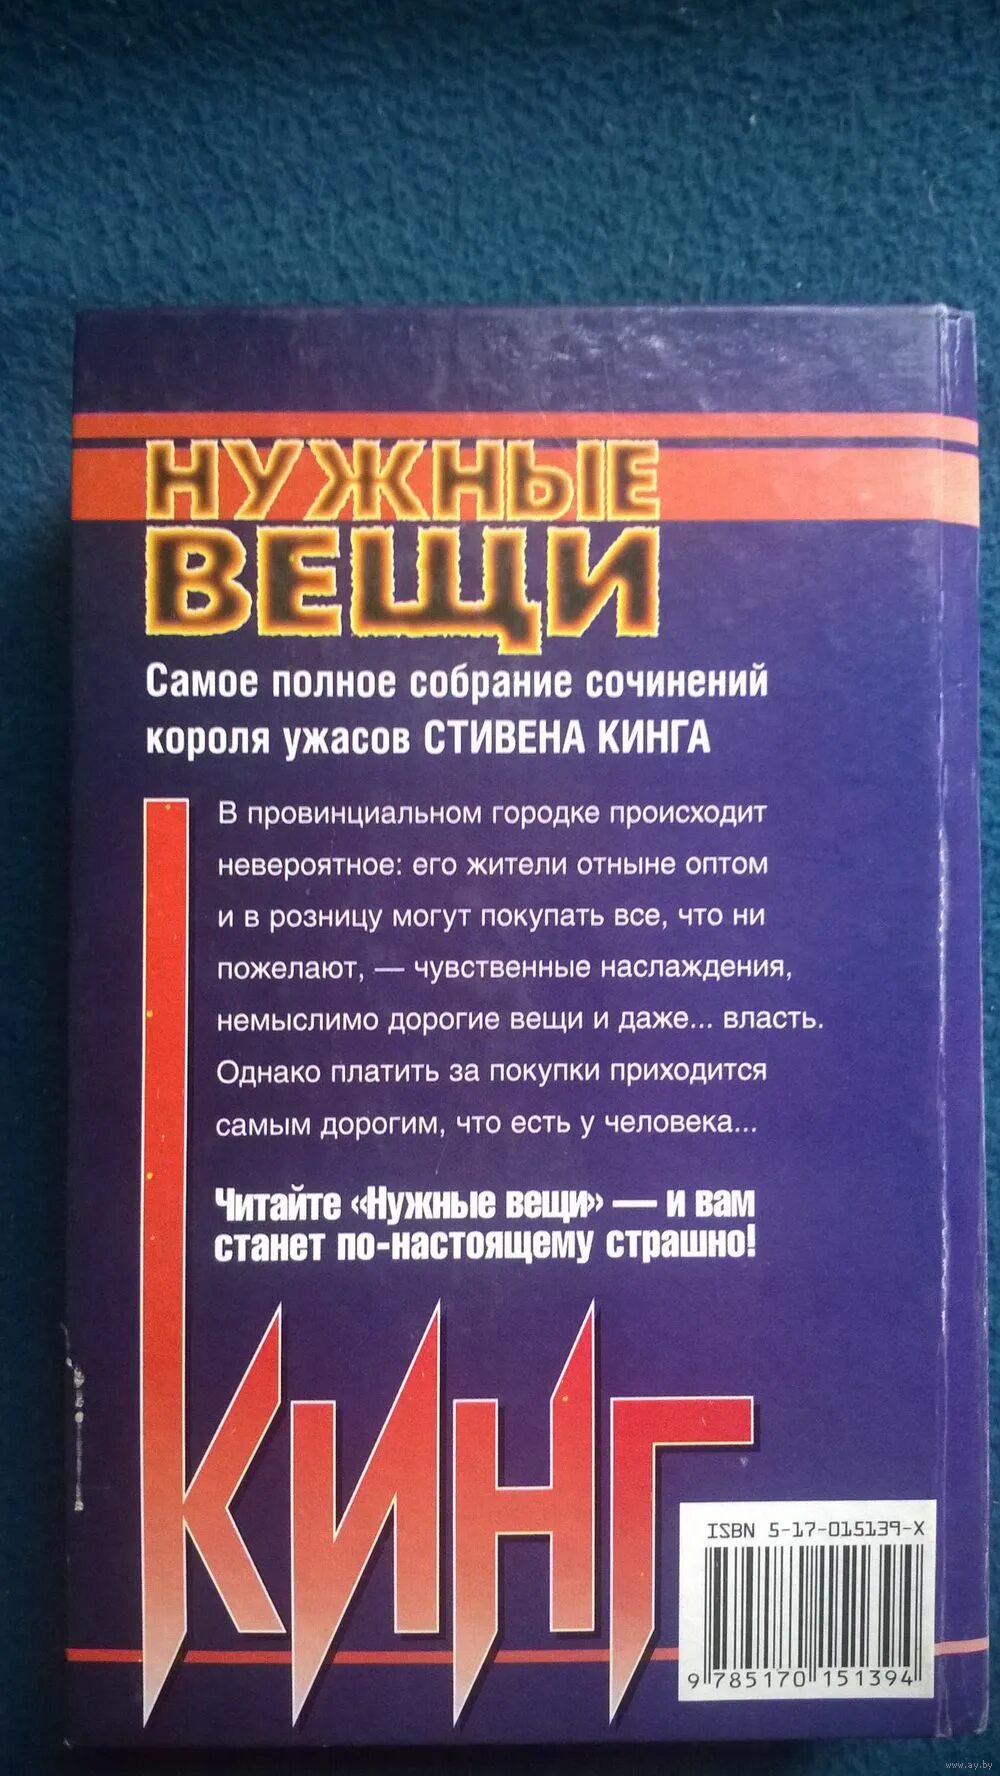 НУЖНЫЕ
ВЕЩИ
Самое полное собрание сочинений
короля ужасов СТИВЕНА КИНГА
В провинциальном городке происходит
невероятное: его жители отныне оптом
и в розницу могут покупать все, что ни
пожелают, — чувственные наслаждения,
немыслимо дорогие вещи и даже... власть.
Однако платить за покупки приходится
самым дорогим, что есть у человека...
Читайте «Нужные вещи» — и вам
станет по-настоящему страшно!
КИНГ
ISBN 5-17-015139-X
9 785170 151394
www.ay.by